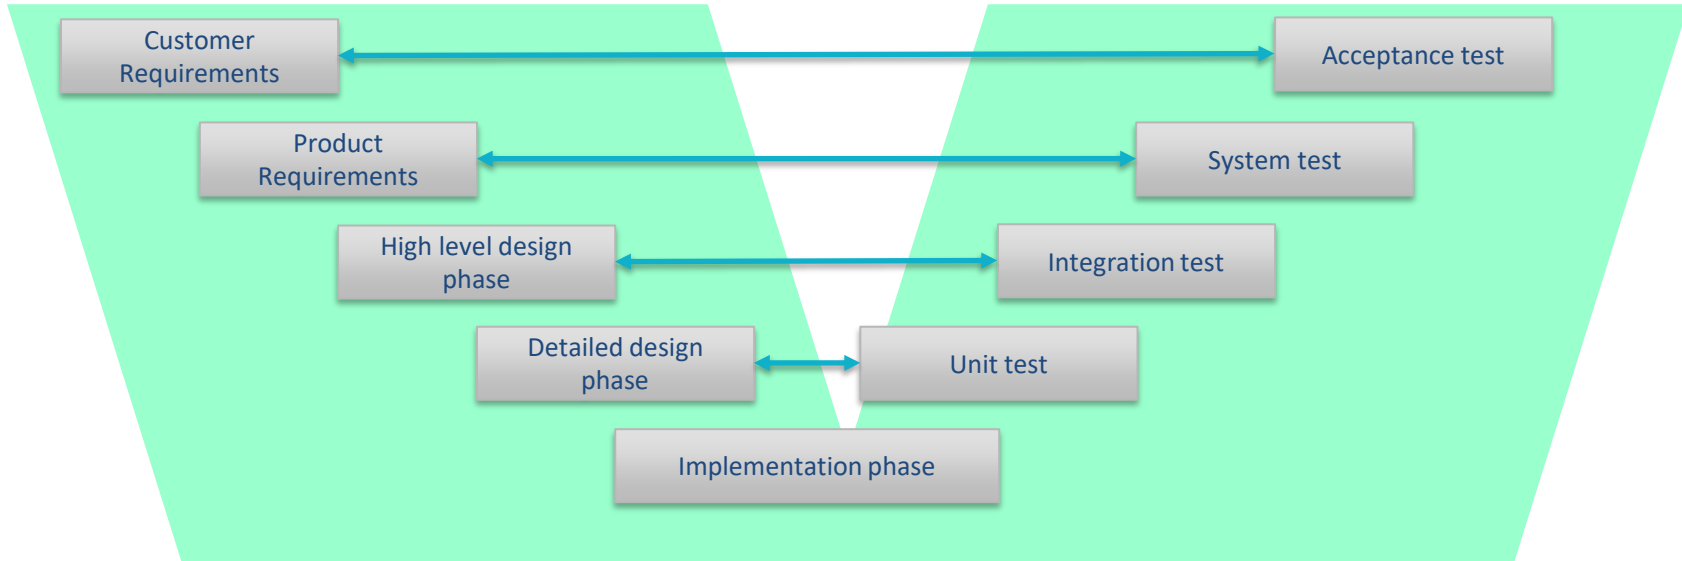 Customer
Requirements
Acceptance test
Product
Requirements
System test
High level design
phase
Integration test
Detailed design
phase
Unit test
Implementation phase